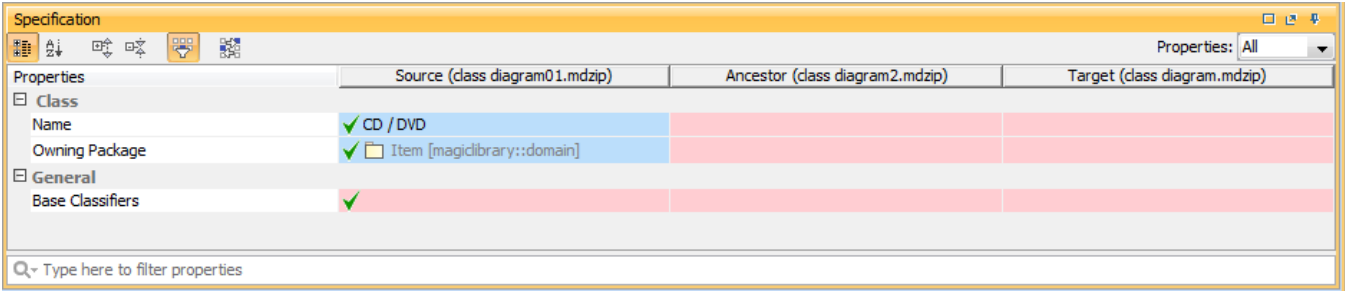 Specification
Properties: All
Properties Source (class diagram01.mdzip) Ancestor (class diagram2.mdzip) Target (class diagram.mdzip)
Class
Name CD / DVD
Owning Package Item [magiclibrary::domain]
General
Base Classifiers
Type here to filter properties